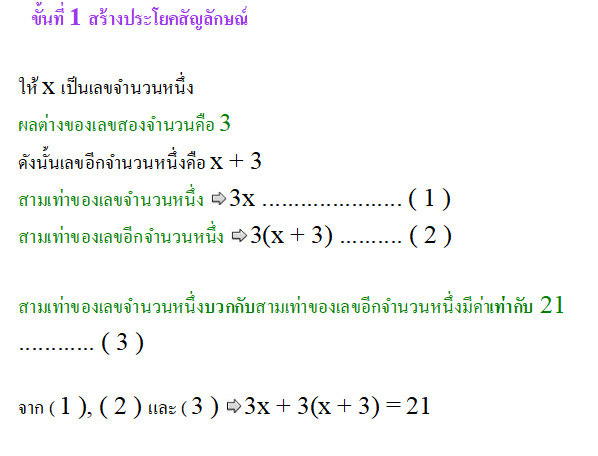 ขั้นที่ 1 สร้างประโยคสัญลักษณ์
ให้ x เป็นเลขจำนวนหนึ่ง
ผลต่างของเลขสองจำนวนคือ 3
ดังนั้นเลขอีกจำนวนหนึ่งคือ x + 3
สามเท่าของเลขจำนวนหนึ่ง ⇨3x ...................... ( 1 )
สามเท่าของเลขอีกจำนวนหนึ่ง ⇨3(x + 3) .......... ( 2 )
สามเท่าของเลขจำนวนหนึ่งบวกกับสามเท่าของเลขอีกจำนวนหนึ่งมีค่าเท่ากับ 21
............ ( 3 )
จาก ( 1 ), ( 2 ) และ ( 3 ) ⇨3x + 3(x + 3) = 21